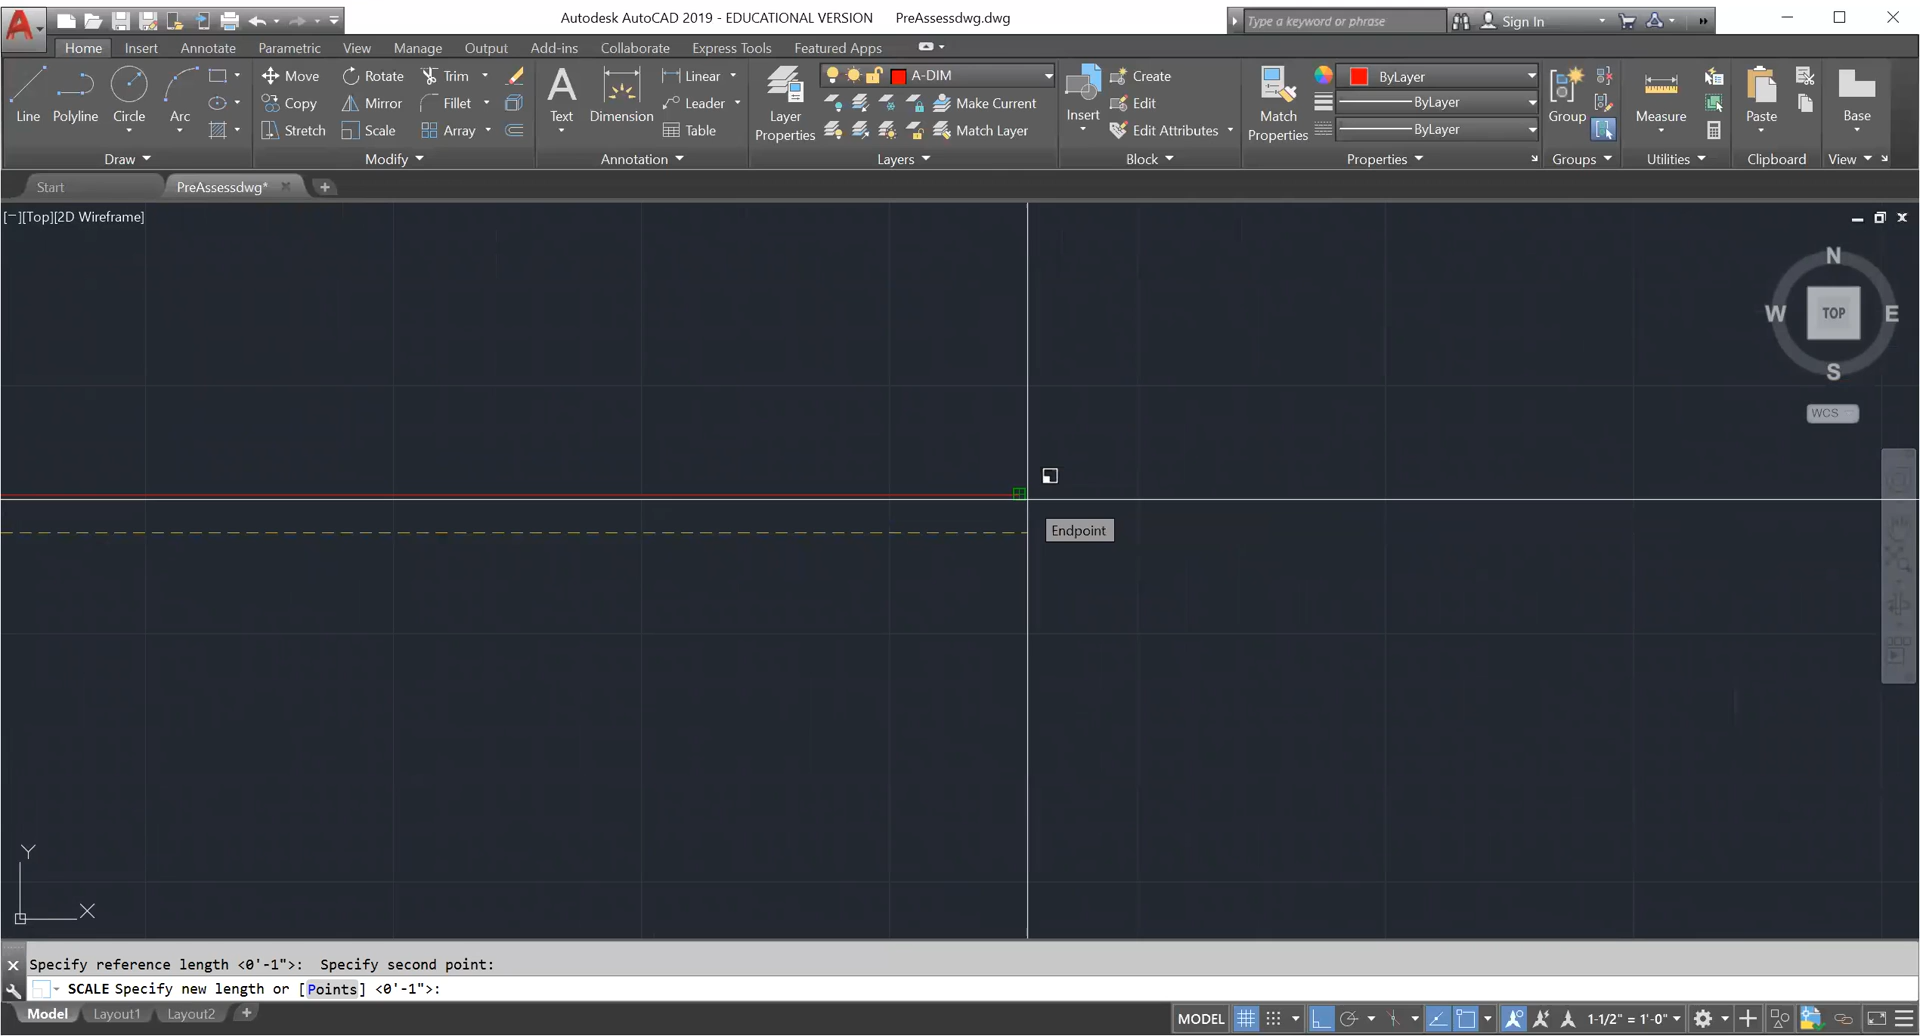 Autodesk AutoCAD 2019 - EDUCATIONAL VERSION PreAssessdwg.dwg
Type a keyword or phrase
Sign In
Home Insert Annotate Parametric View Manage Output Add-ins Collaborate Express Tools Featured Apps
Line Polyline Circle Arc
Move Rotate Trim
Copy Mirror Fillet
Stretch Scale Array
Text Dimension
Linear
Leader
Table
Layer Properties
A-DIM
Make Current
Match Layer
Insert
Create
Edit
Edit Attributes
Match Properties
ByLayer
ByLayer
ByLayer
Group
Measure
Paste
Base
Draw Modify Annotation Layers Block Properties Groups Utilities Clipboard View
Start PreAssessdwg*
[−][Top][2D Wireframe]
N
W TOP E
S
WCS
Endpoint
Y
X
Specify reference length <0'-1">: Specify second point:
SCALE Specify new length or [Points] <0'-1">:
Model Layout1 Layout2
MODEL
1-1/2" = 1'-0"